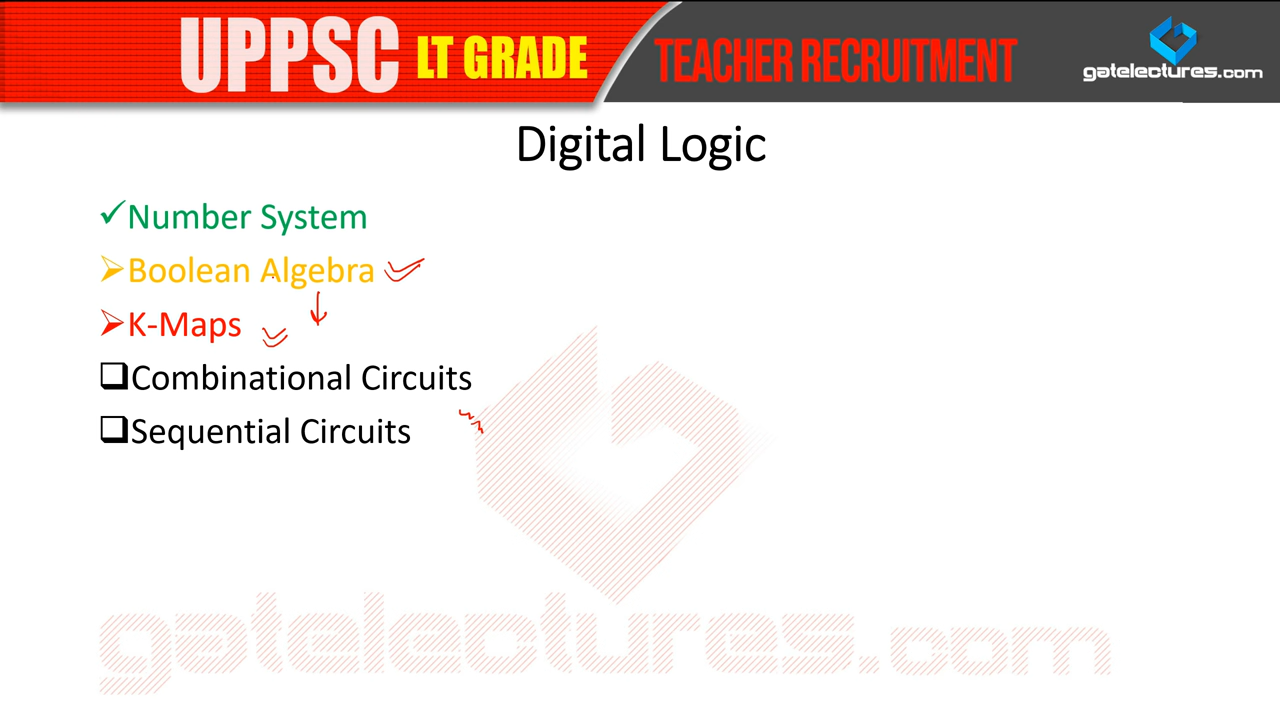 UPPSC LT GRADE TEACHER RECRUITMENT
gatelectures.com
Digital Logic
Number System
Boolean Algebra
K-Maps
Combinational Circuits
Sequential Circuits
gatelectures.com